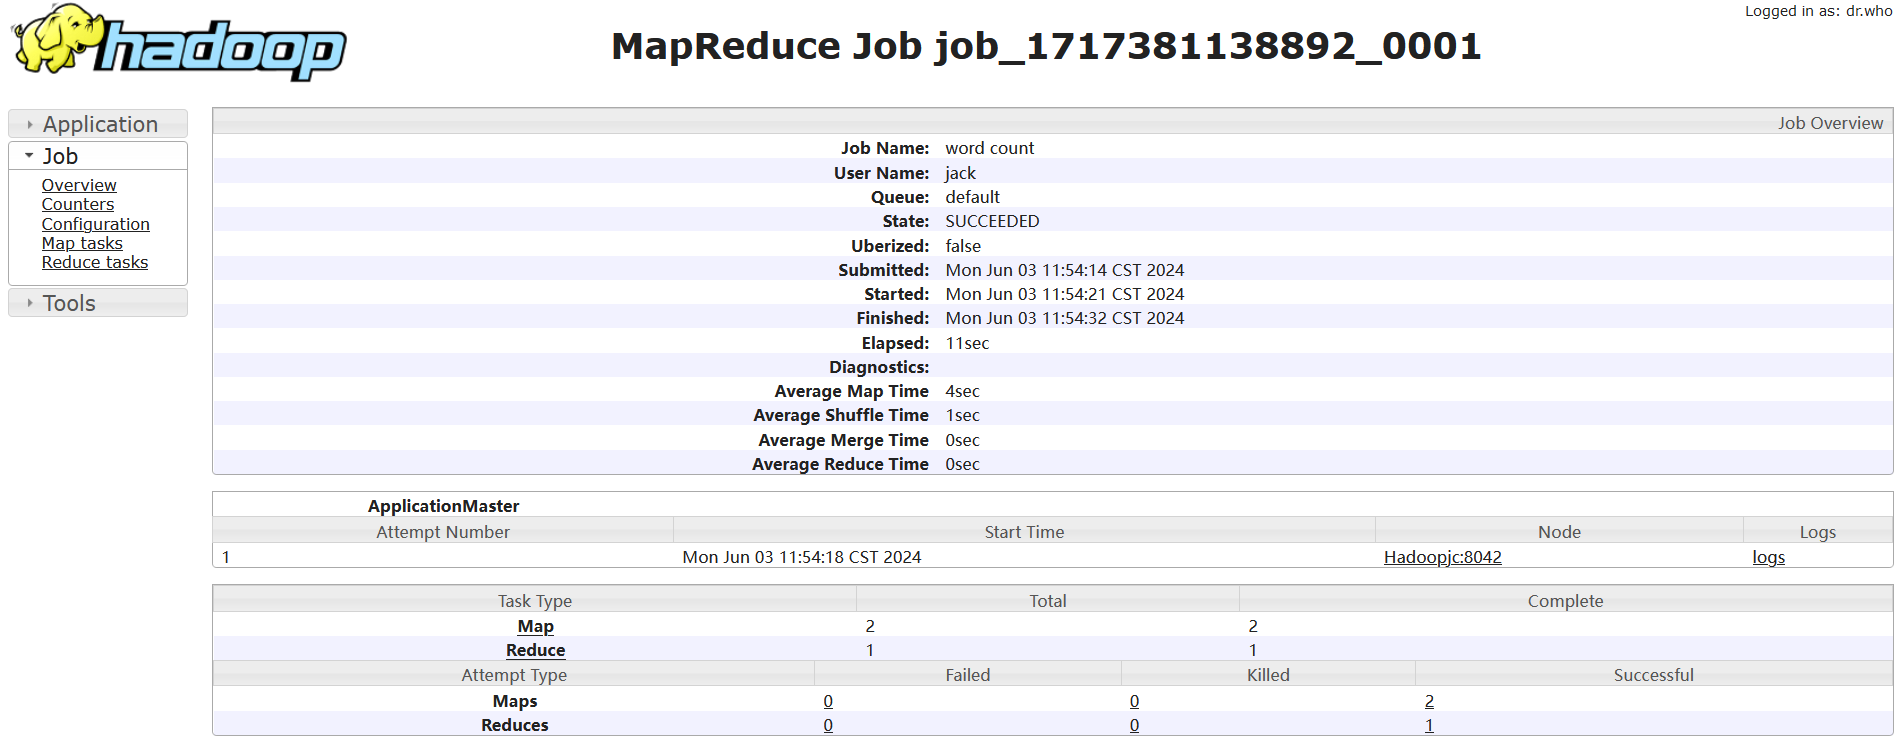 hadoop
MapReduce Job job_1717381138892_0001
Logged in as: dr.who
Application
Job
Overview
Counters
Configuration
Map tasks
Reduce tasks
Tools
Job Overview
Job Name: word count
User Name: jack
Queue: default
State: SUCCEEDED
Uberized: false
Submitted: Mon Jun 03 11:54:14 CST 2024
Started: Mon Jun 03 11:54:21 CST 2024
Finished: Mon Jun 03 11:54:32 CST 2024
Elapsed: 11sec
Diagnostics:
Average Map Time 4sec
Average Shuffle Time 1sec
Average Merge Time 0sec
Average Reduce Time 0sec
ApplicationMaster
Attempt Number Start Time Node Logs
1 Mon Jun 03 11:54:18 CST 2024 Hadoopjc:8042 logs
Task Type Total Complete
Map 2 2
Reduce 1 1
Attempt Type Failed Killed Successful
Maps 0 0 2
Reduces 0 0 1